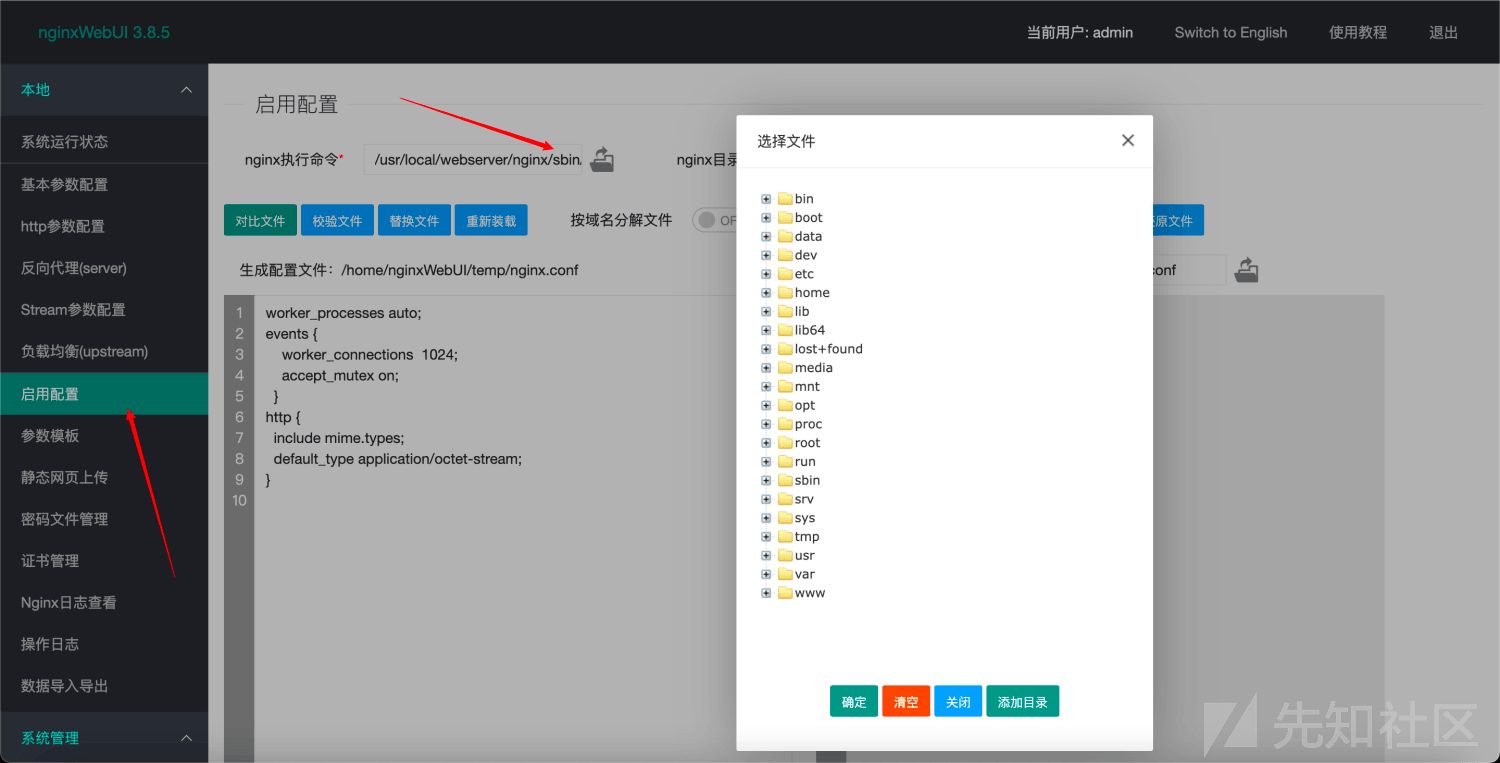 nginxWebUI 3.8.5
当前用户: admin
Switch to English
使用教程
退出
本地
系统运行状态
基本参数配置
http参数配置
反向代理(server)
Stream参数配置
负载均衡(upstream)
启用配置
参数模板
静态网页上传
密码文件管理
证书管理
Nginx日志查看
操作日志
数据导入导出
系统管理
启用配置
nginx执行命令*
/usr/local/webserver/nginx/sbin
nginx目录
对比文件
校验文件
替换文件
重新装载
按域名分解文件
原文件
生成配置文件：/home/nginxWebUI/temp/nginx.conf
conf
1 worker_processes auto;
2 events {
3 worker_connections 1024;
4 accept_mutex on;
5 }
6 http {
7 include mime.types;
8 default_type application/octet-stream;
9 }
10
选择文件
bin
boot
data
dev
etc
home
lib
lib64
lost+found
media
mnt
opt
proc
root
run
sbin
srv
sys
tmp
usr
var
www
确定
清空
关闭
添加目录
先知社区